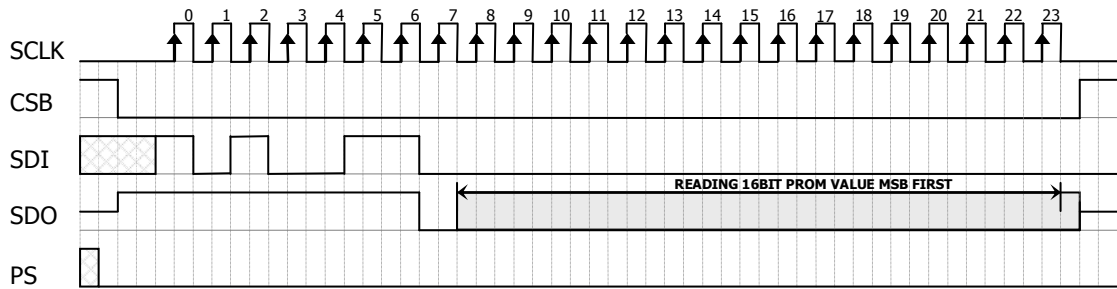 0 1 2 3 4 5 6 7 8 9 10 11 12 13 14 15 16 17 18 19 20 21 22 23
SCLK
CSB
SDI
READING 16BIT PROM VALUE MSB FIRST
SDO
PS